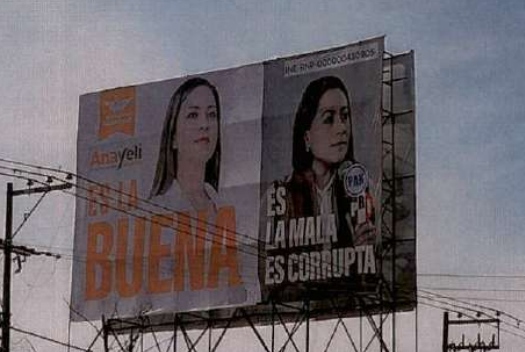 Anayeli
ES LA
BUENA
ES
LA MALA
ES CORRUPTA
PAN